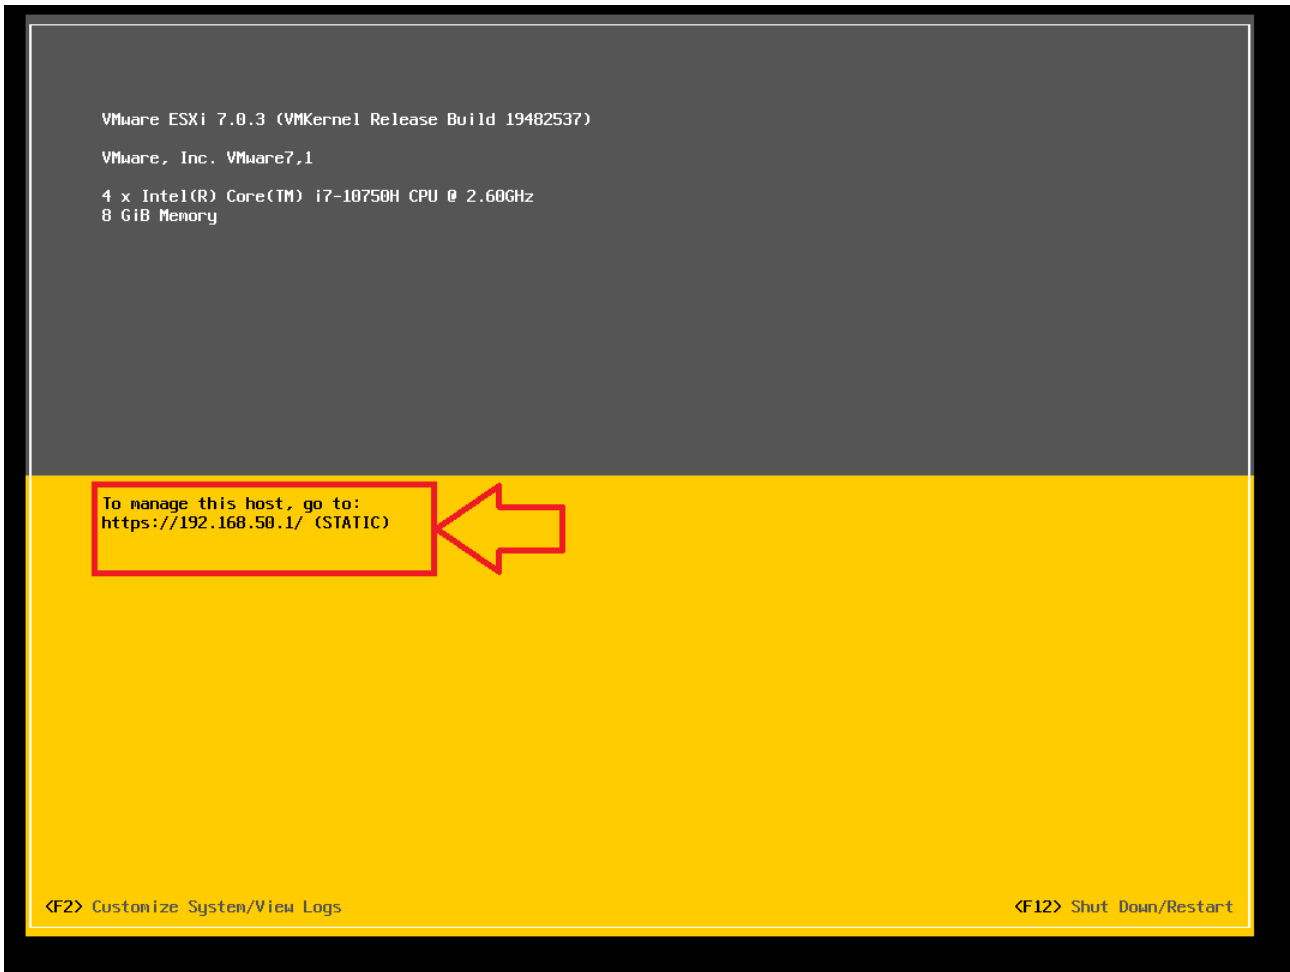 VMware ESXi 7.0.3 (VMKernel Release Build 19482537)
VMware, Inc. VMware7,1
4 x Intel(R) Core(TM) i7-10750H CPU @ 2.60GHz
8 GiB Memory
To manage this host, go to:
https://192.168.50.1/ (STATIC)
<F2> Customize System/View Logs
<F12> Shut Down/Restart